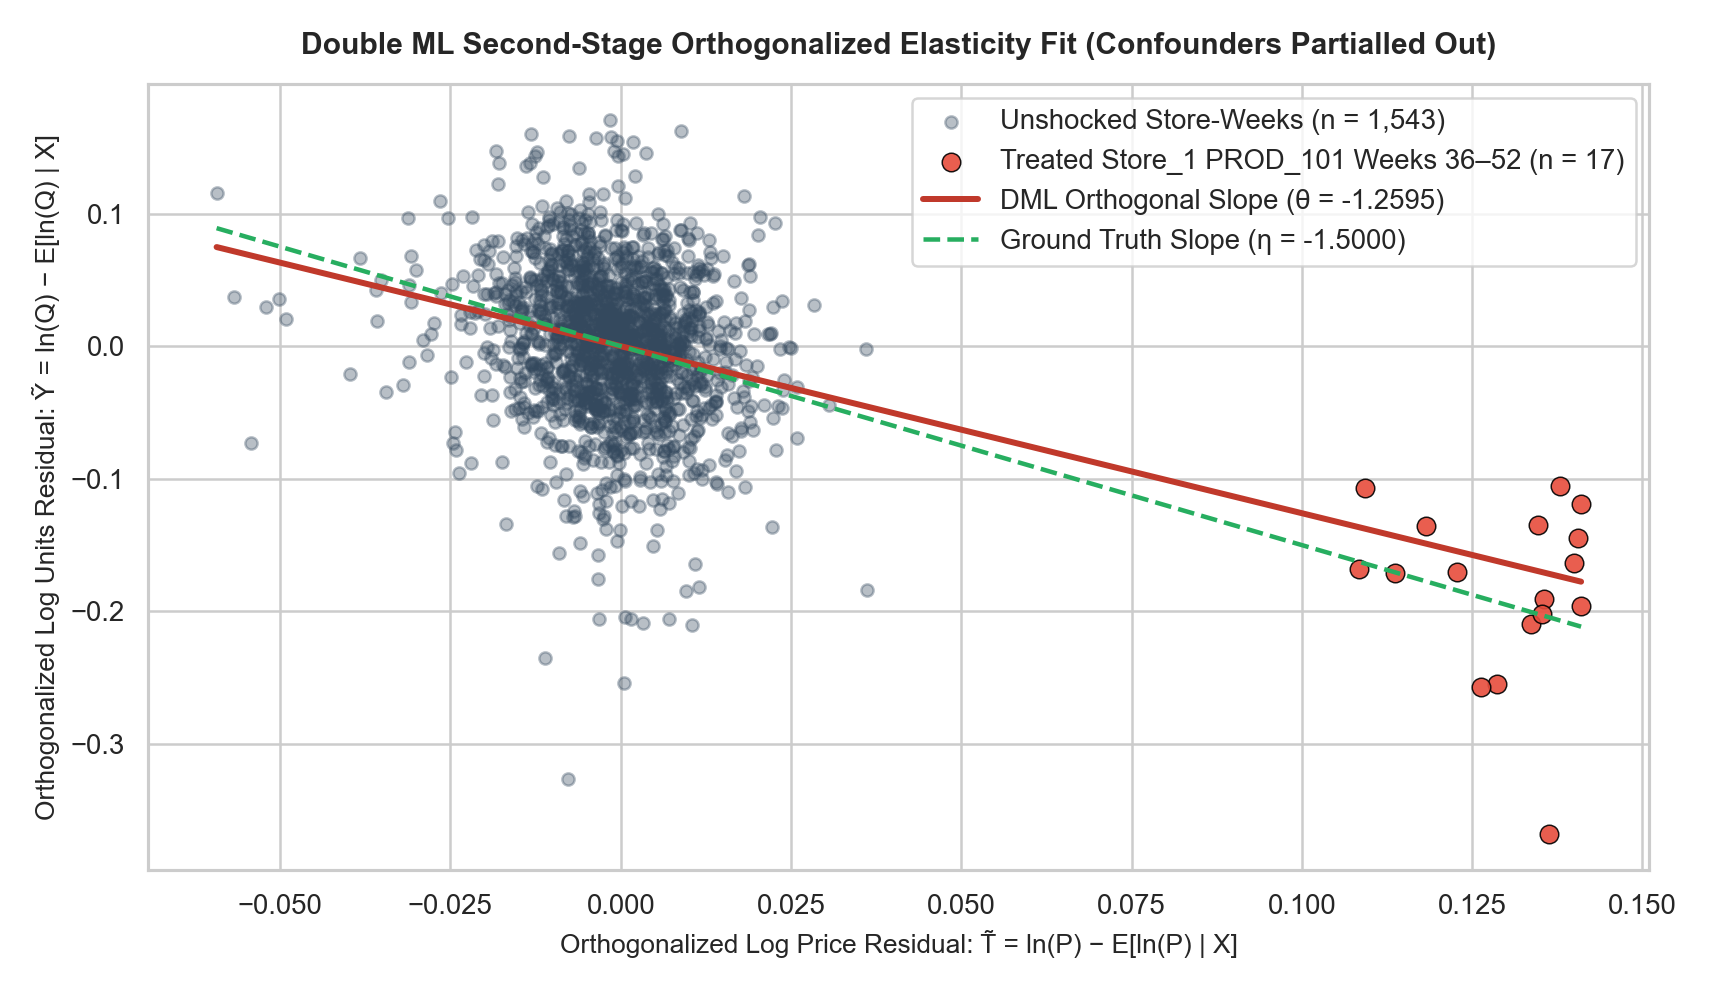 Double ML Second-Stage Orthogonalized Elasticity Fit (Confounders Partialled Out)
Unshocked Store-Weeks (n = 1,543)
Treated Store_1 PROD_101 Weeks 36–52 (n = 17)
DML Orthogonal Slope (θ = -1.2595)
Ground Truth Slope (η = -1.5000)
Orthogonalized Log Units Residual: Ỹ = ln(Q) − E[ln(Q) | X]
0.1
0.0
−0.1
−0.2
−0.3
−0.050
−0.025
0.000
0.025
0.050
0.075
0.100
0.125
0.150
Orthogonalized Log Price Residual: T̃ = ln(P) − E[ln(P) | X]